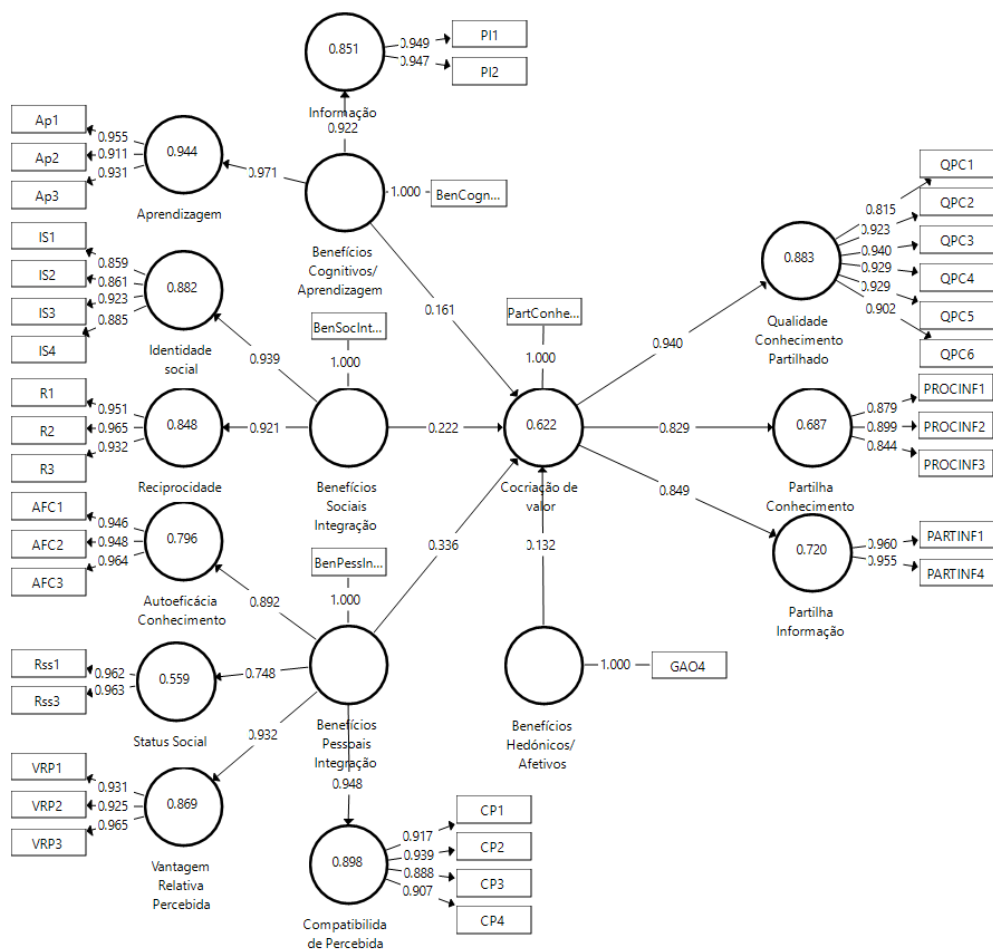 0.851
0.949
0.947
PI1
PI2
Informação
0.922
Ap1
Ap2
Ap3
0.955
0.911
0.931
0.944
Aprendizagem
0.971
1.000
BenCogn...
Benefícios
Cognitivos/
Aprendizagem
0.161
IS1
IS2
IS3
IS4
0.859
0.861
0.923
0.885
0.882
Identidade
social
0.939
BenSocInt...
1.000
R1
R2
R3
0.951
0.965
0.932
0.848
Reciprocidade
0.921
Benefícios
Sociais
Integração
0.222
PartConhe...
1.000
0.622
Cocriação de
valor
0.940
0.883
Qualidade
Conhecimento
Partilhado
0.815
0.923
0.940
0.929
0.929
0.902
QPC1
QPC2
QPC3
QPC4
QPC5
QPC6
0.829
0.687
Partilha
Conhecimento
0.879
0.899
0.844
PROCINF1
PROCINF2
PROCINF3
0.849
0.720
Partilha
Informação
0.960
0.955
PARTINF1
PARTINF4
AFC1
AFC2
AFC3
0.946
0.948
0.964
0.796
Autoeficácia
Conhecimento
0.892
BenPessIn...
1.000
0.336
0.132
Rss1
Rss3
0.962
0.963
0.559
Status Social
0.748
Benefícios
Pessoais
Integração
1.000
GAO4
Benefícios
Hedónicos/
Afetivos
VRP1
VRP2
VRP3
0.931
0.925
0.965
0.869
Vantagem
Relativa
Percebida
0.932
0.948
0.898
Compatibilida
de Percebida
0.917
0.939
0.888
0.907
CP1
CP2
CP3
CP4